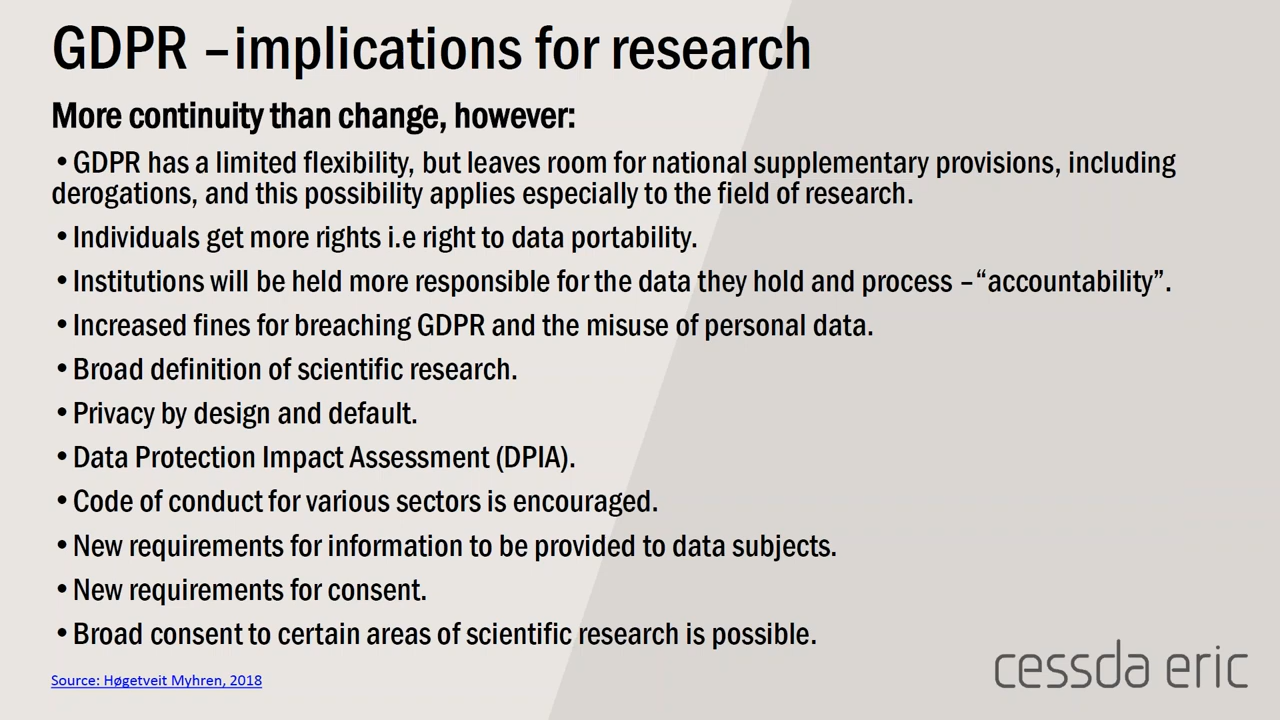 GDPR –implications for research
More continuity than change, however:
•GDPR has a limited flexibility, but leaves room for national supplementary provisions, including
derogations, and this possibility applies especially to the field of research.
•Individuals get more rights i.e right to data portability.
•Institutions will be held more responsible for the data they hold and process –“accountability”.
•Increased fines for breaching GDPR and the misuse of personal data.
•Broad definition of scientific research.
•Privacy by design and default.
•Data Protection Impact Assessment (DPIA).
•Code of conduct for various sectors is encouraged.
•New requirements for information to be provided to data subjects.
•New requirements for consent.
•Broad consent to certain areas of scientific research is possible.
Source: Høgetveit Myhren, 2018
cessda eric